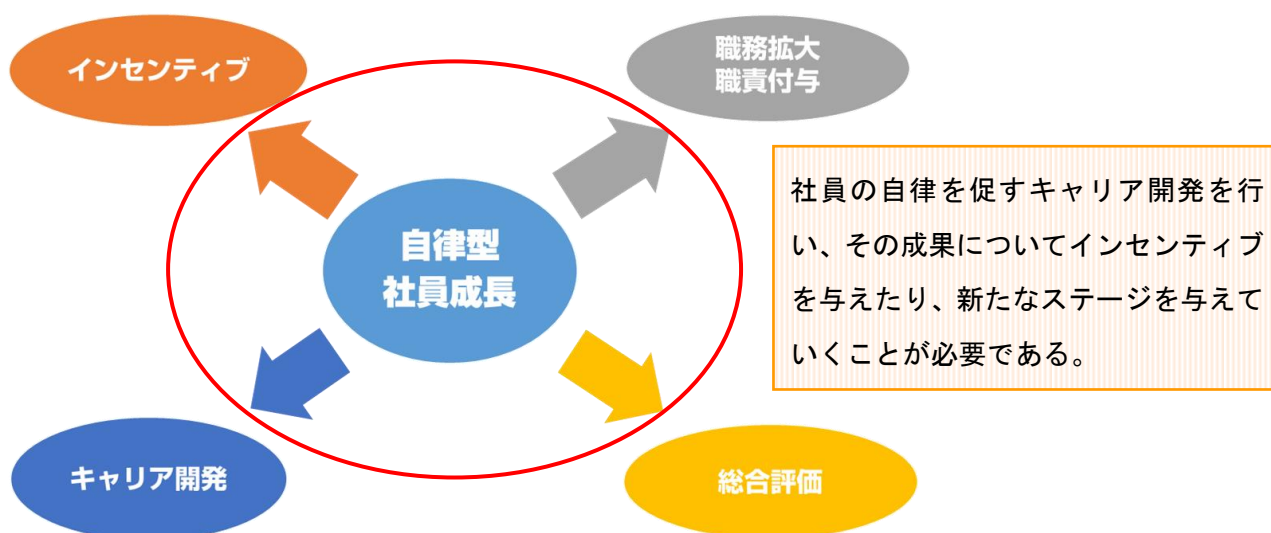 インセンティブ
職務拡大
職責付与
自律型
社員成長
社員の自律を促すキャリア開発を行
い、その成果についてインセンティブ
を与えたり、新たなステージを与えて
いくことが必要である。
キャリア開発
総合評価